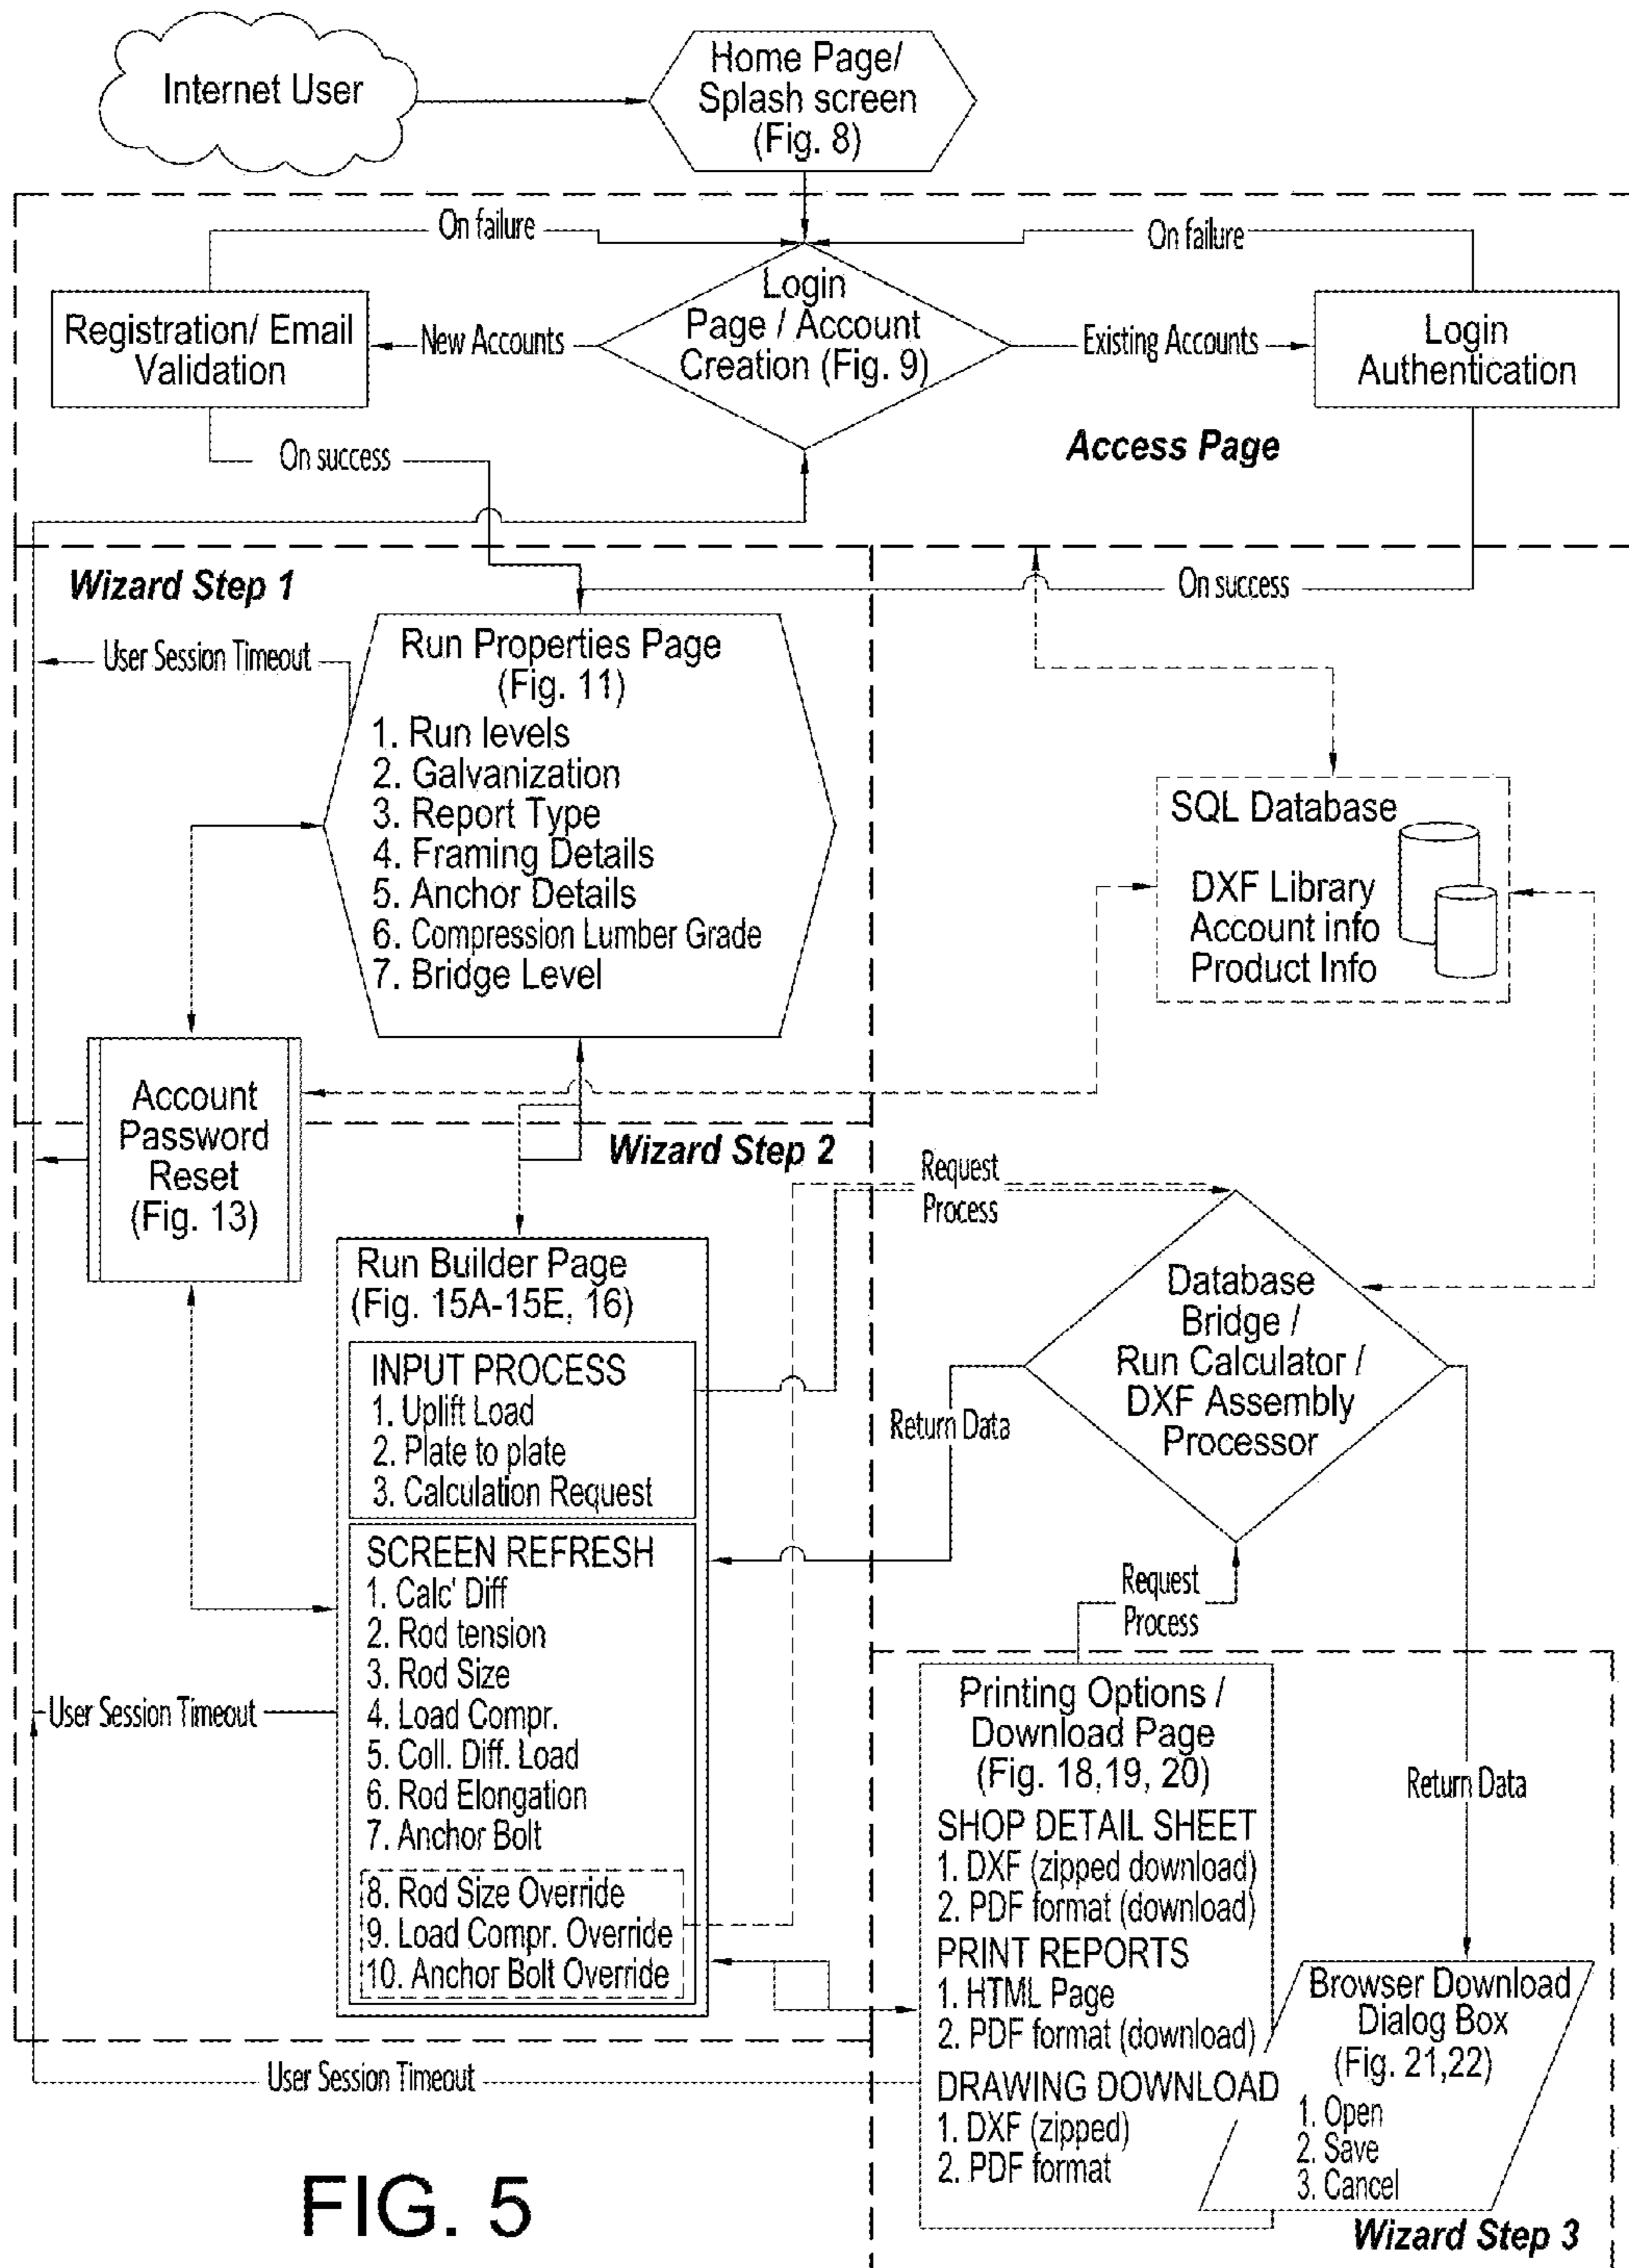 Internet User
Home Page/
Splash screen
(Fig. 8)
On failure
On failure
Login
Page / Account
Creation (Fig. 9)
Registration/ Email
Validation
New Accounts
Existing Accounts
Login
Authentication
On success
Access Page
Wizard Step 1
On success
User Session Timeout
Run Properties Page
(Fig. 11)
1. Run levels
2. Galvanization
3. Report Type
4. Framing Details
5. Anchor Details
6. Compression Lumber Grade
7. Bridge Level
SQL Database
DXF Library
Account info
Product Info
Account
Password
Reset
(Fig. 13)
Wizard Step 2
Request
Process
Run Builder Page
(Fig. 15A-15E, 16)
INPUT PROCESS
1. Uplift Load
2. Plate to plate
3. Calculation Request
Database
Bridge /
Run Calculator /
DXF Assembly
Processor
Return Data
SCREEN REFRESH
1. Calc' Diff
2. Rod tension
3. Rod Size
4. Load Compr.
5. Coll. Diff. Load
6. Rod Elongation
7. Anchor Bolt
8. Rod Size Override
9. Load Compr. Override
10. Anchor Bolt Override
Request
Process
User Session Timeout
Printing Options /
Download Page
(Fig. 18,19, 20)
SHOP DETAIL SHEET
1. DXF (zipped download)
2. PDF format (download)
PRINT REPORTS
1. HTML Page
2. PDF format (download)
DRAWING DOWNLOAD
1. DXF (zipped)
2. PDF format
Return Data
Browser Download
Dialog Box
(Fig. 21,22)
1. Open
2. Save
3. Cancel
User Session Timeout
Wizard Step 3
FIG. 5